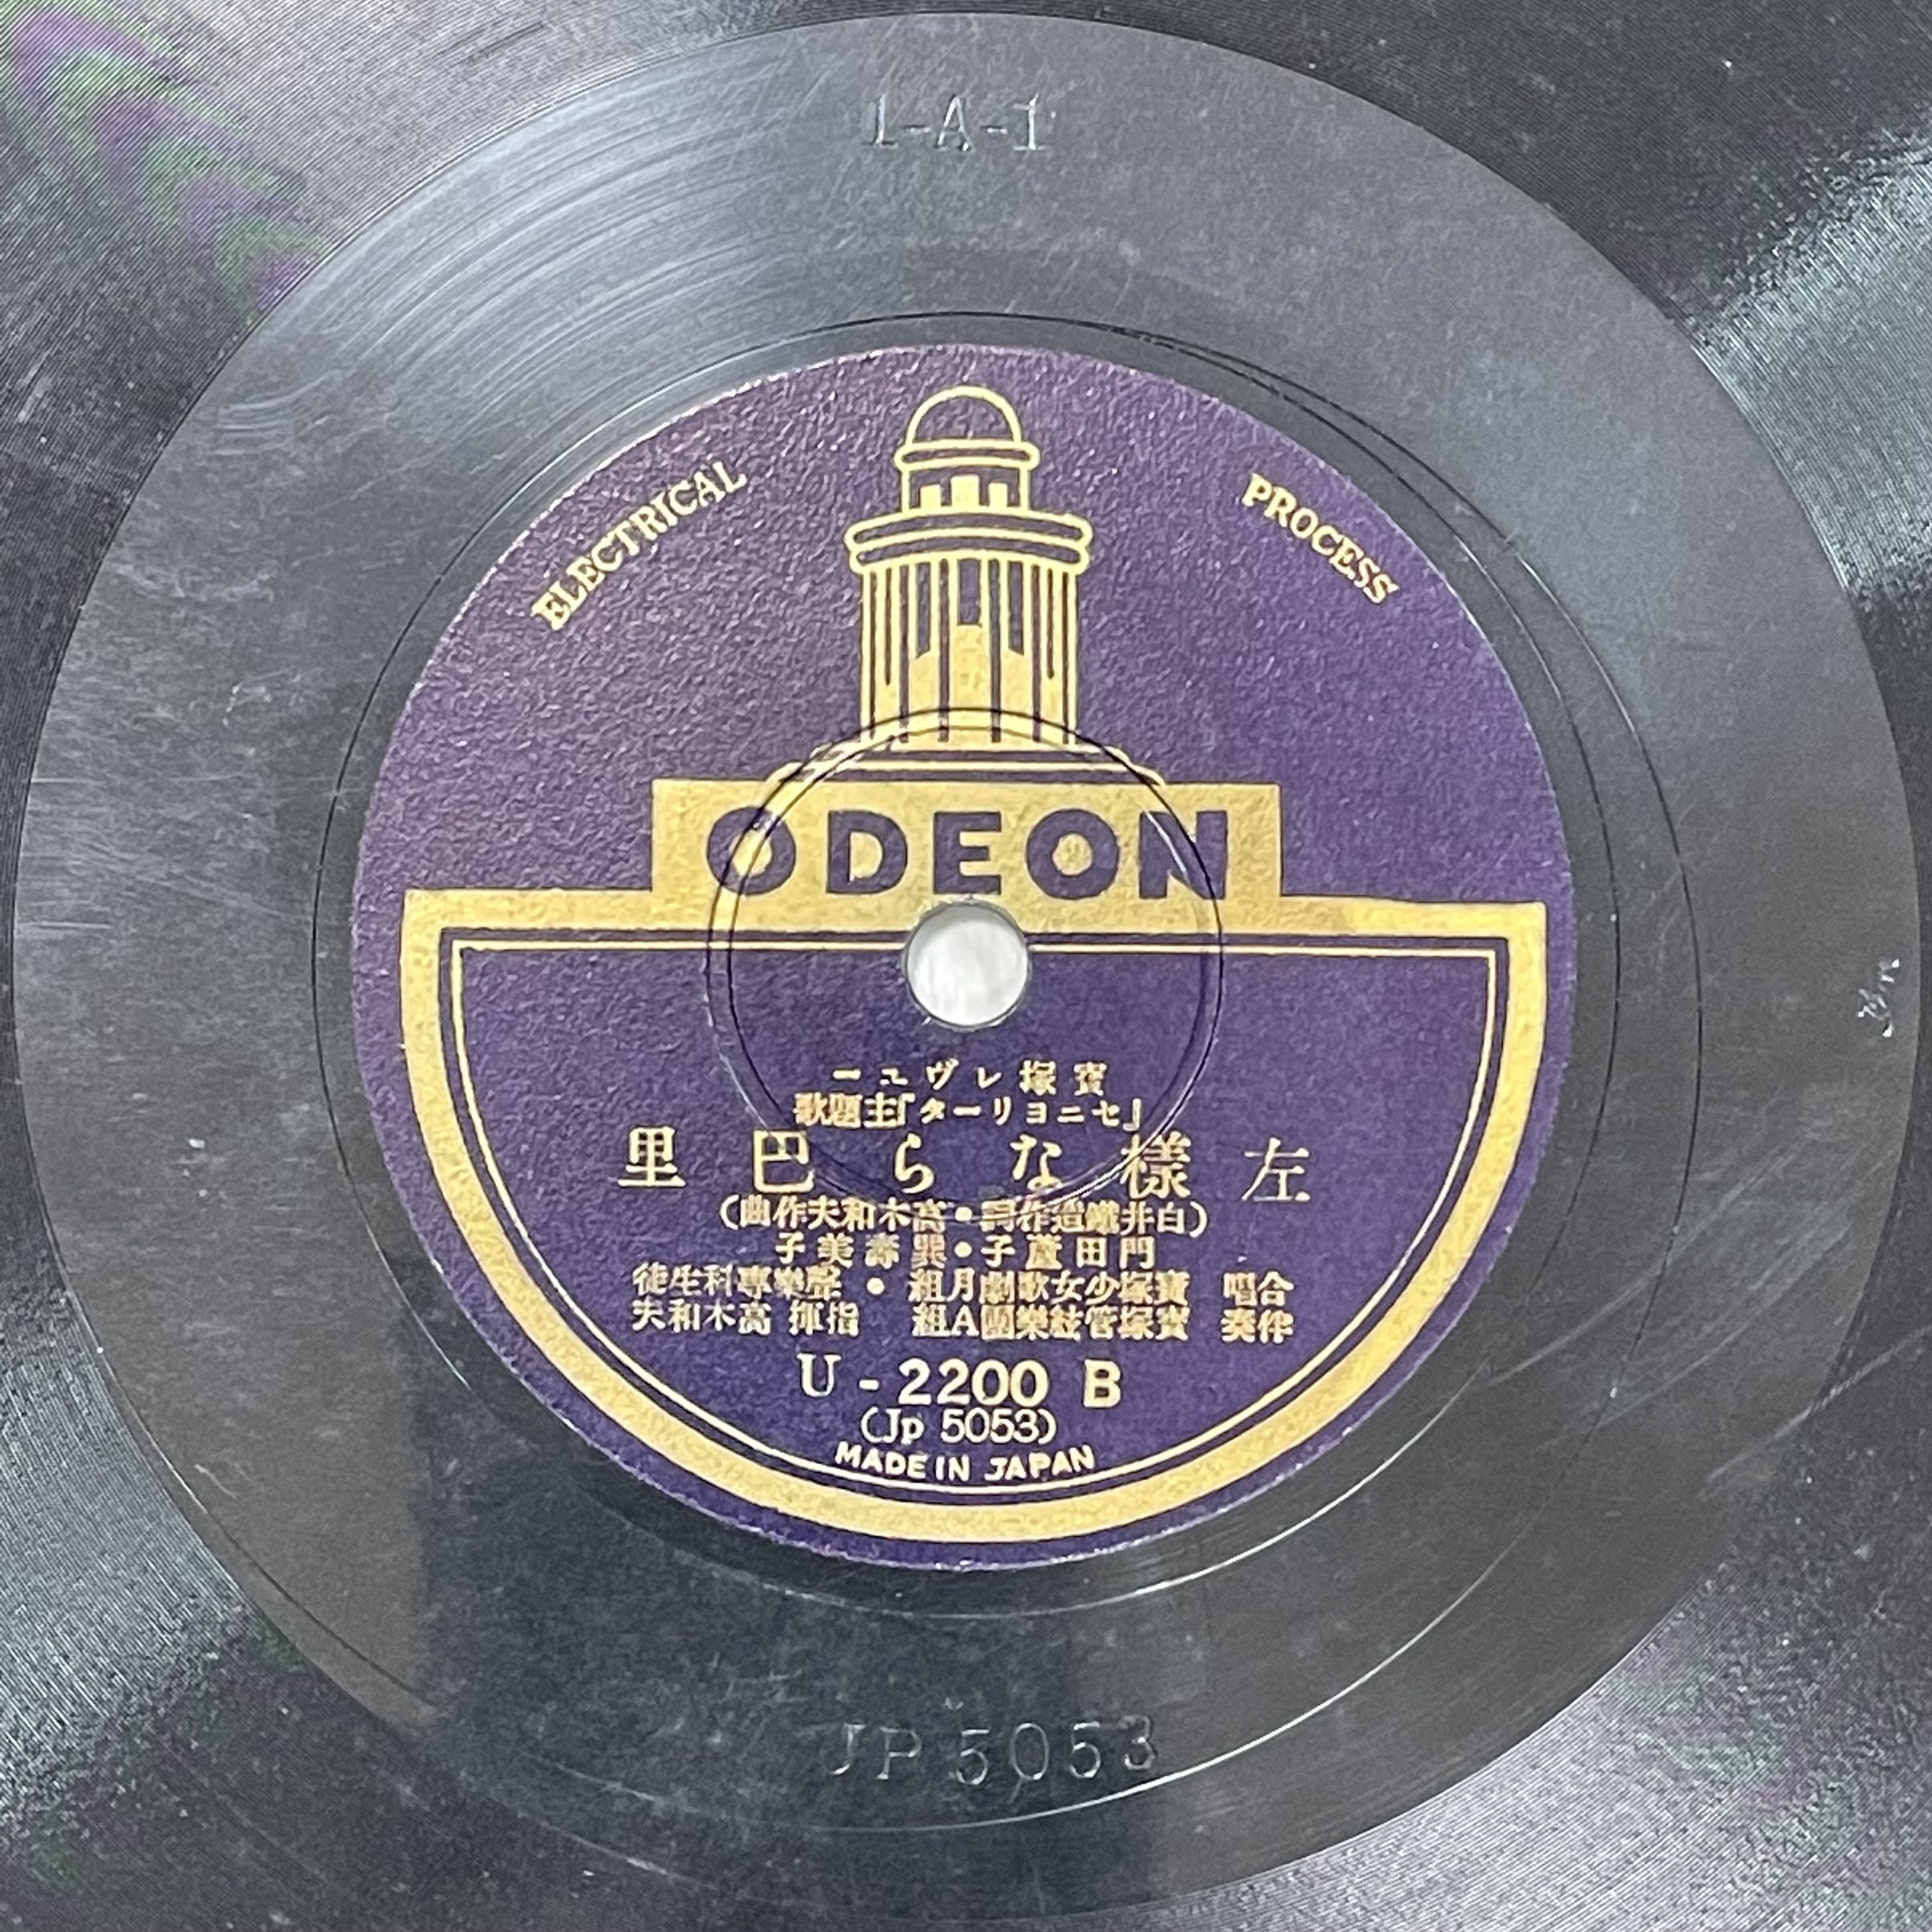 1-A-1
ELECTRICAL PROCESS
ODEON
寶塚レヴユー
『セニヨリータ』主題歌
左樣なら巴里
(白井鐵造作詞・高木和夫作曲)
門田蘆子・巽壽美子
合唱 寶塚少女歌劇月組・聲樂專科生徒
伴奏 寶塚管絃樂團A組 指揮 高木和夫
U-2200 B
(Jp 5053)
MADE IN JAPAN
JP 5053